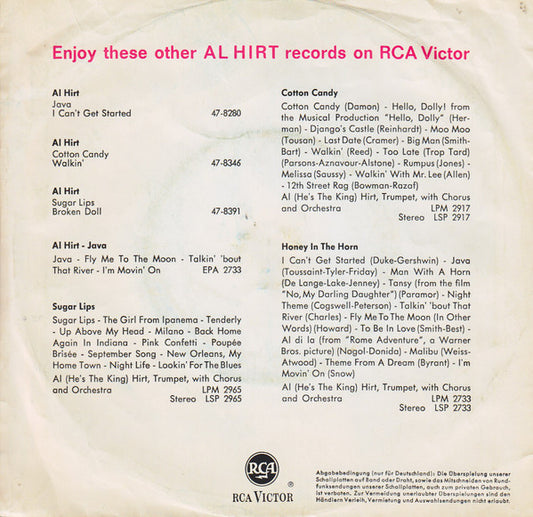 Enjoy these other AL HIRT records on RCA Victor
Al Hirt
Java
I Can't Get Started 47-8280
Al Hirt
Cotton Candy
Walkin' 47-8346
Al Hirt
Sugar Lips
Broken Doll 47-8391
Al Hirt - Java
Java - Fly Me To The Moon - Talkin' 'bout
That River - I'm Movin' On EPA 2733
Sugar Lips
Sugar Lips - The Girl From Ipanema - Tenderly
- Up Above My Head - Milano - Back Home
Again In Indiana - Pink Confetti - Poupée
Brisée - September Song - New Orleans, My
Home Town - Night Life - Lookin' For The Blues
Al (He's The King) Hirt, Trumpet, with Chorus
and Orchestra LPM 2965
Stereo LSP 2965
Cotton Candy
Cotton Candy (Damon) - Hello, Dolly! from
the Musical Production "Hello, Dolly" (Her-
man) - Django's Castle (Reinhardt) - Moo Moo
(Tousan) - Last Date (Cramer) - Big Man (Smith-
Bart) - Walkin' (Reed) - Too Late (Trop Tard)
(Parsons-Aznavour-Alstone) - Rumpus (Jones) -
Melissa (Saussy) - Walkin' With Mr. Lee (Allen)
- 12th Street Rag (Bowman-Razaf)
Al (He's The King) Hirt, Trumpet, with Chorus
and Orchestra LPM 2917
Stereo LSP 2917
Honey In The Horn
I Can't Get Started (Duke-Gershwin) - Java
(Toussaint-Tyler-Friday) - Man With A Horn
(De Lange-Lake-Jenney) - Tansy (from the film
"No, My Darling Daughter") (Paramor) - Night
Theme (Cogswell-Peterson) - Talkin' 'bout That
River (Charles) - Fly Me To The Moon (In Other
Words) (Howard) - To Be In Love (Smith-Best) -
Al di la (from "Rome Adventure", a Warner
Bros. picture) (Nogol-Donida) - Malibu (Weiss-
Atwood) - Theme From A Dream (Byrant) - I'm
Movin' On (Snow)
Al (He's The King) Hirt, Trumpet, with Chorus
and Orchestra LPM 2733
Stereo LSP 2733
RCA
RCA VICTOR ®
Abgabebedingung (nur für Deutschland): Die Überspielung unserer
Schallplatten auf Band oder Draht, sowie das Mitschneiden von Rund-
funksendungen unserer Schallplatten, auch zum privaten Gebrauch,
ist verboten. Zur Vermeidung unerlaubter Überspielungen sind den
Händlern Verleih, Vermietung und Auswahlsendungen nicht erlaubt.